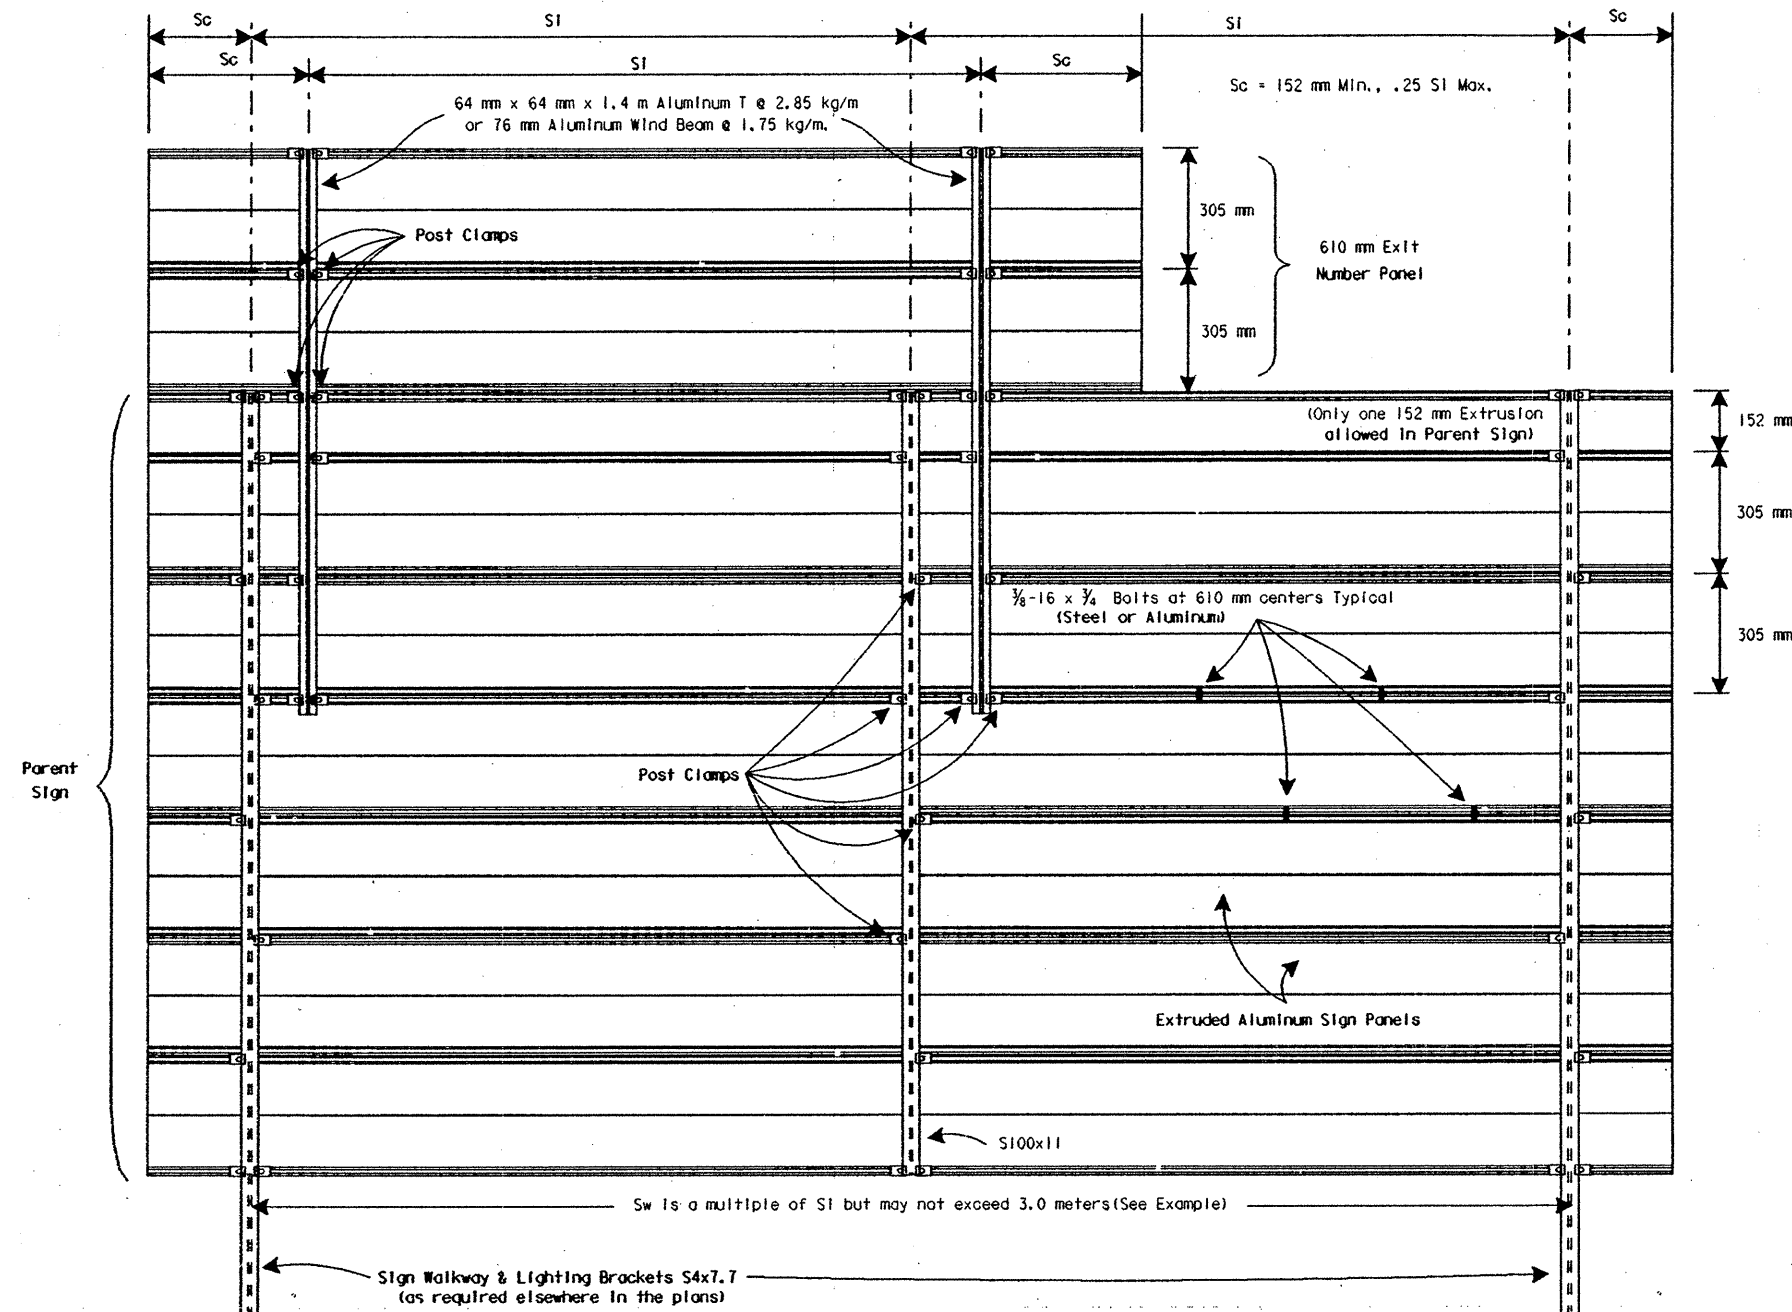 Sc
SI
SI
Sc
Sc
SI
Sc
Sc = 152 mm Min., .25 SI Max.
64 mm x 64 mm x 1.4 m Aluminum T @ 2.85 kg/m
or 76 mm Aluminum Wind Beam @ 1.75 kg/m.
305 mm
Post Clamps
610 mm Exit
Number Panel
305 mm
(Only one 152 mm Extrusion
allowed in Parent Sign)
152 mm
305 mm
3/8-16 x 3/4 Bolts at 610 mm centers Typical
(Steel or Aluminum)
305 mm
Parent
Sign
Post Clamps
Extruded Aluminum Sign Panels
S100x11
Sw is a multiple of SI but may not exceed 3.0 meters(See Example)
Sign Walkway & Lighting Brackets S4x7.7
(as required elsewhere in the plans)